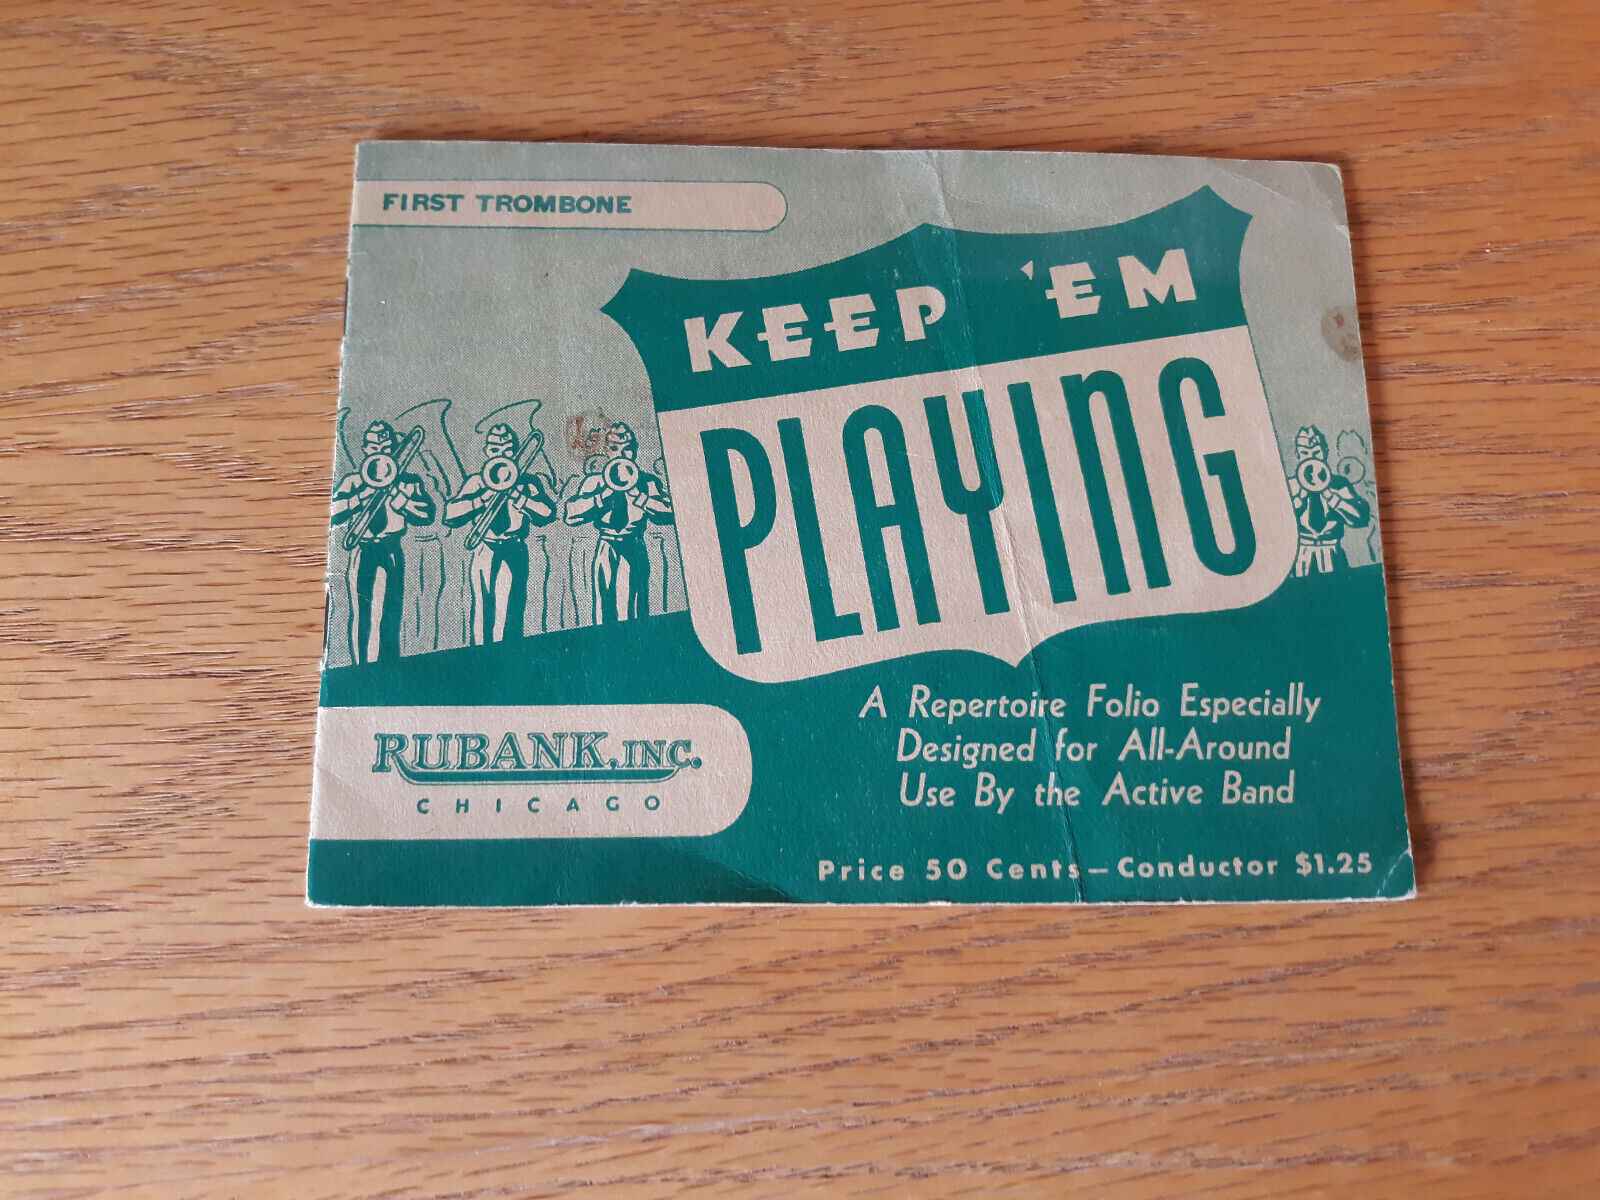 FIRST TROMBONE
KEEP 'EM
PLAYING
A Repertoire Folio Especially
Designed for All-Around
Use By the Active Band
RUBANK, INC.
CHICAGO
Price 50 Cents — Conductor $1.25